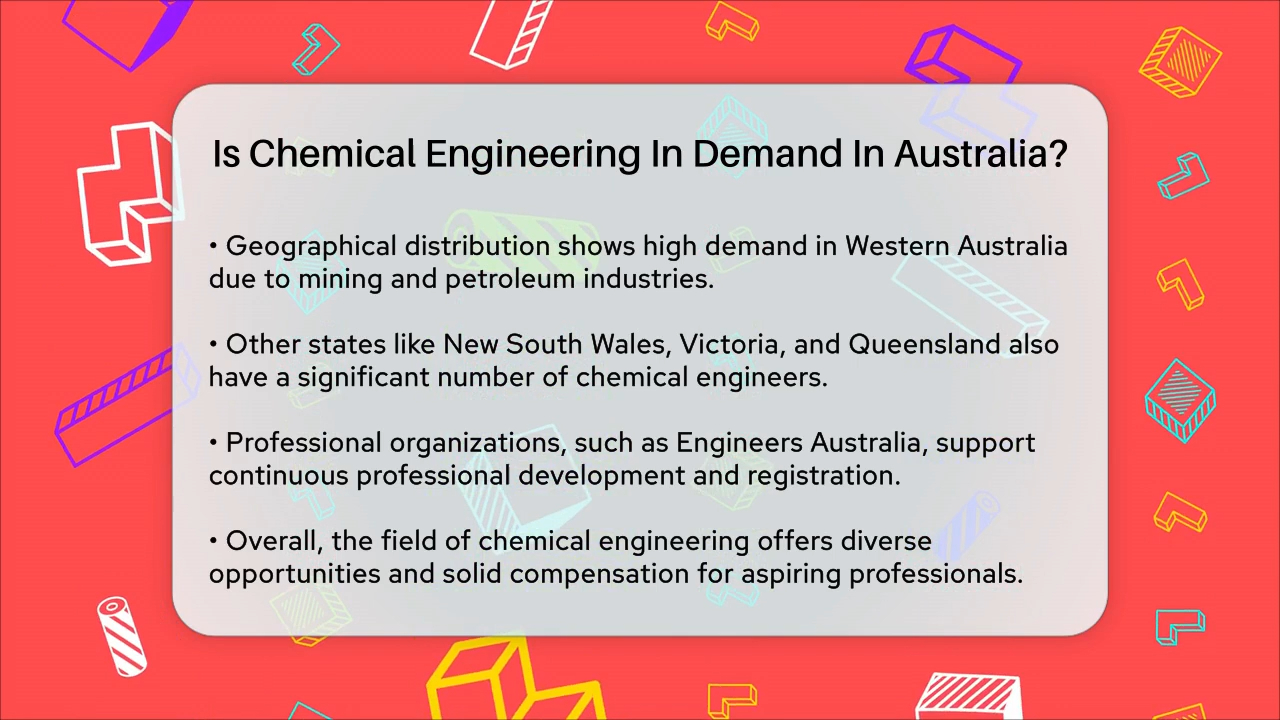 Is Chemical Engineering In Demand In Australia?
• Geographical distribution shows high demand in Western Australia
due to mining and petroleum industries.
• Other states like New South Wales, Victoria, and Queensland also
have a significant number of chemical engineers.
• Professional organizations, such as Engineers Australia, support
continuous professional development and registration.
• Overall, the field of chemical engineering offers diverse
opportunities and solid compensation for aspiring professionals.